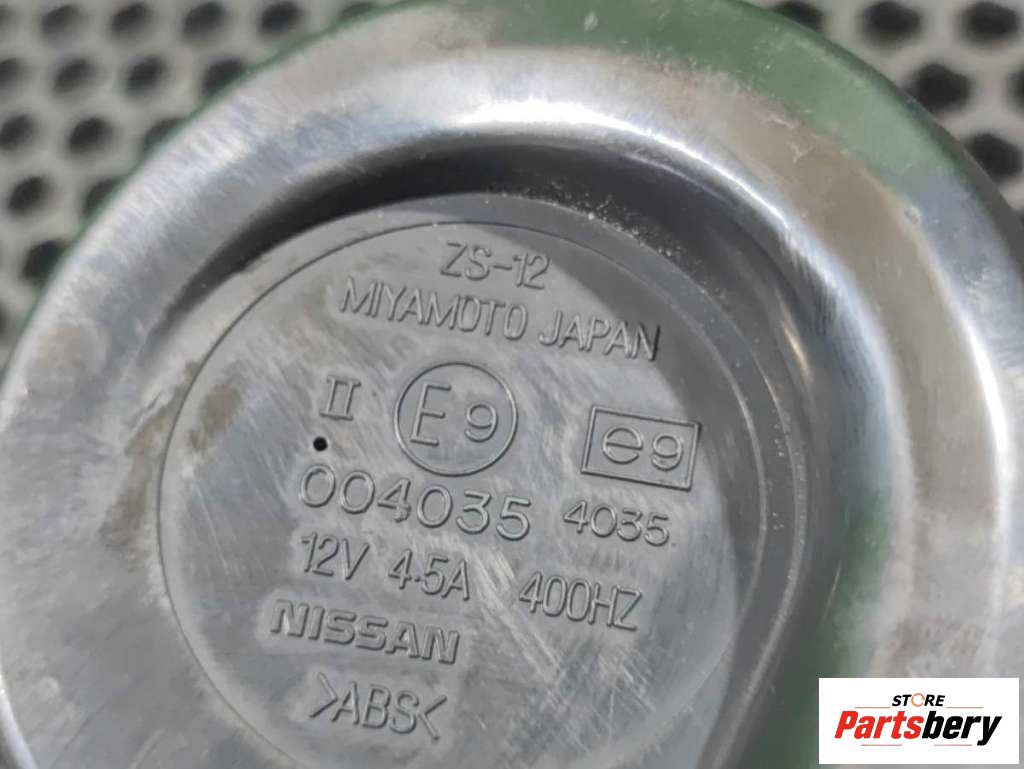 ZS-12
MIYAMOTO JAPAN
II E9 e9
004035 4035
12V 4.5A 400HZ
NISSAN
>ABS<
STORE
Partsbery